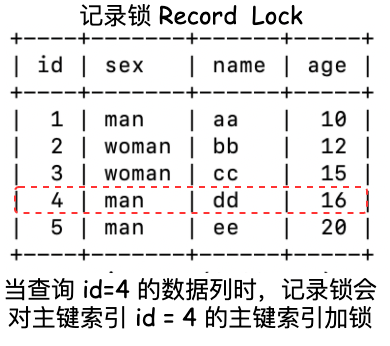 记录锁 Record Lock
+----+-------+------+-----+
| id | sex | name | age |
+----+-------+------+-----+
| 1 | man | aa | 10 |
| 2 | woman | bb | 12 |
| 3 | woman | cc | 15 |
| 4 | man | dd | 16 |
| 5 | man | ee | 20 |
+----+-------+------+-----+
当查询 id=4 的数据列时，记录锁会
对主键索引 id = 4 的主键索引加锁